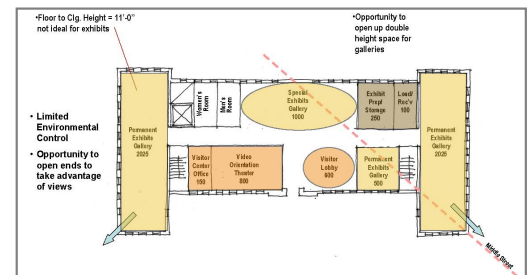 •Floor to Clg. Height = 11'-0"
not ideal for exhibits
•Opportunity to
open up double
height space for
galleries
• Limited
Environmental
Control
• Opportunity to
open ends to
take advantage
of views
Permanent
Exhibits
Gallery
2025
Women's
Room
Men's
Room
Special
Exhibits
Gallery
1000
Exhibit
Prep/
Storage
250
Load/
Rec'v
100
Permanent
Exhibits
Gallery
2025
Visitor
Center
Office
150
Video
Orientation
Theater
800
Visitor
Lobby
600
Permanent
Exhibits
Gallery
500
Middle Street